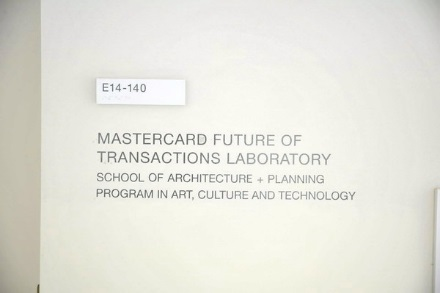 E14-140
MASTERCARD FUTURE OF
TRANSACTIONS LABORATORY
SCHOOL OF ARCHITECTURE + PLANNING
PROGRAM IN ART, CULTURE AND TECHNOLOGY